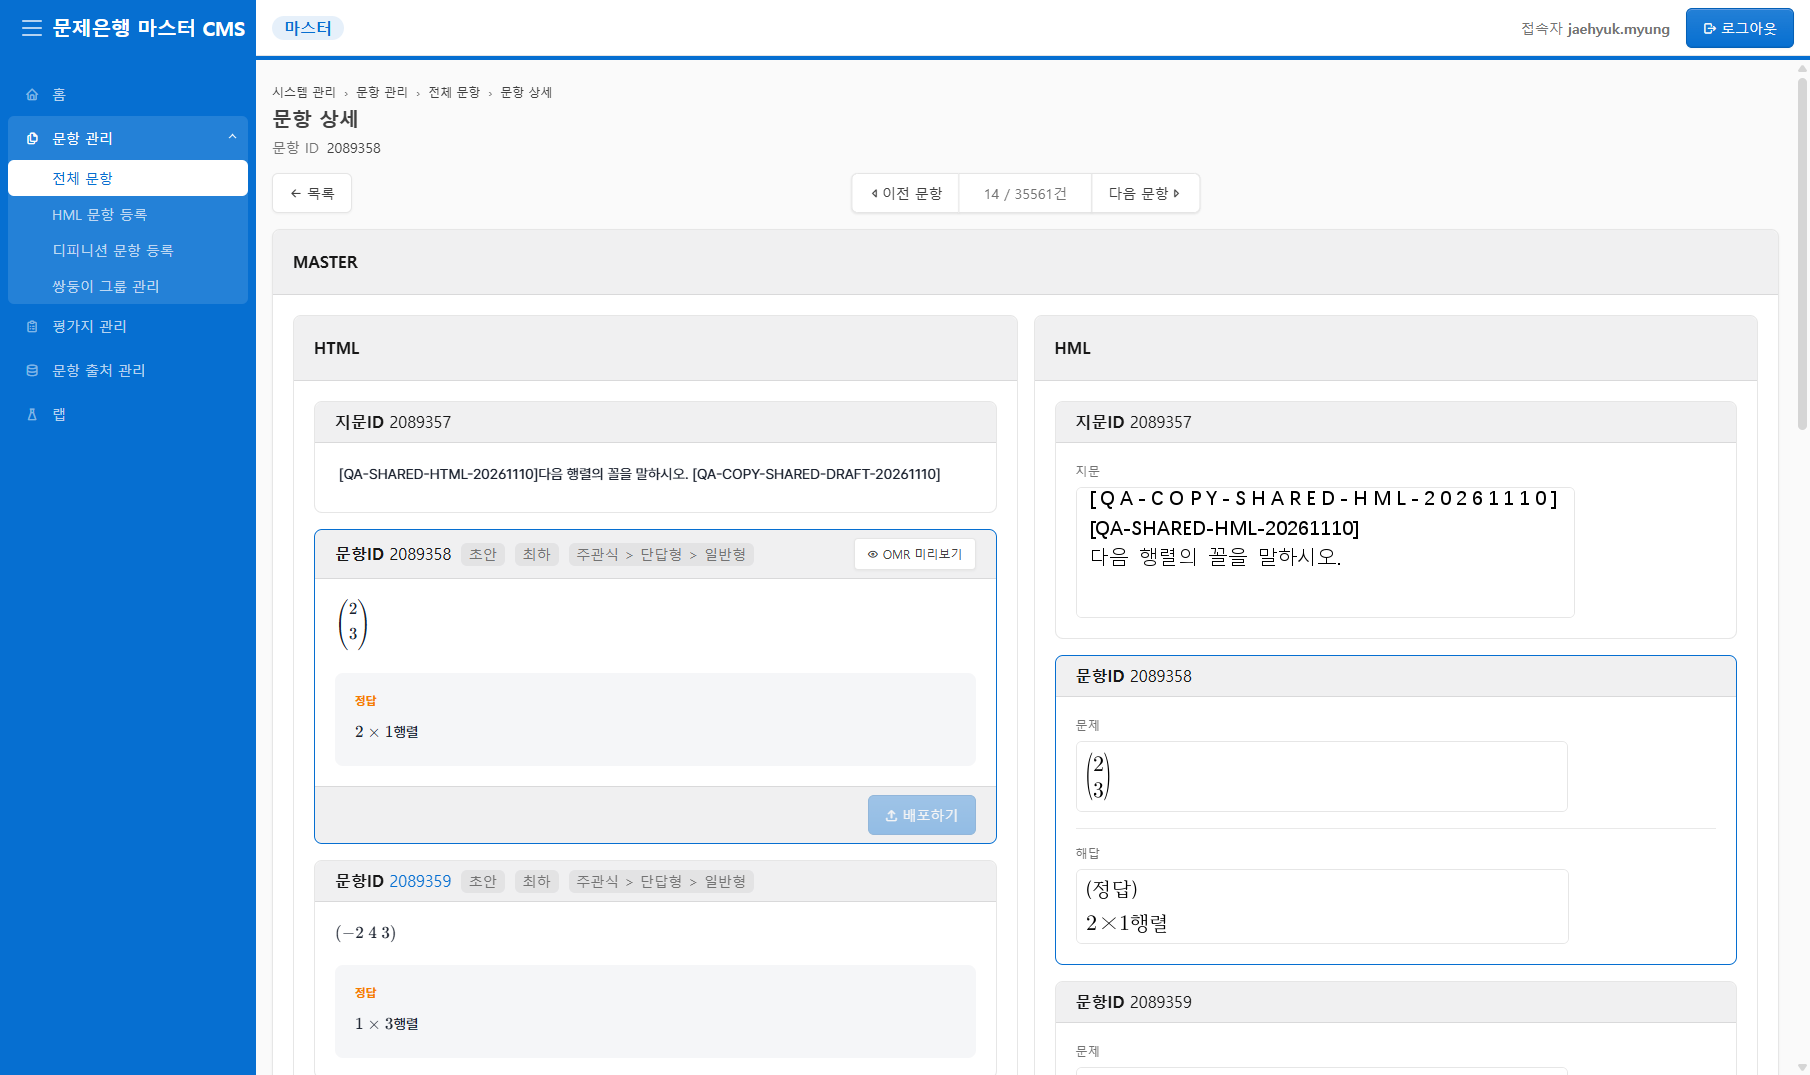 문제은행 마스터 CMS
홈
문항 관리
전체 문항
HML 문항 등록
디피니션 문항 등록
쌍둥이 그룹 관리
평가지 관리
문항 출처 관리
랩
마스터
접속자 jaehyuk.myung
로그아웃
시스템 관리 › 문항 관리 › 전체 문항 › 문항 상세
문항 상세
문항 ID 2089358
← 목록
이전 문항
14 / 35561건
다음 문항
MASTER
HTML
지문ID 2089357
[QA-SHARED-HTML-20261110]다음 행렬의 꼴을 말하시오. [QA-COPY-SHARED-DRAFT-20261110]
문항ID 2089358 초안 최하 주관식 > 단답형 > 일반형
OMR 미리보기
(2
3)
정답
2 × 1행렬
배포하기
문항ID 2089359 초안 최하 주관식 > 단답형 > 일반형
(−2 4 3)
정답
1 × 3행렬
HML
지문ID 2089357
지문
[QA-COPY-SHARED-HML-20261110]
[QA-SHARED-HML-20261110]
다음 행렬의 꼴을 말하시오.
문항ID 2089358
문제
(2
3)
해답
(정답)
2×1행렬
문항ID 2089359
문제